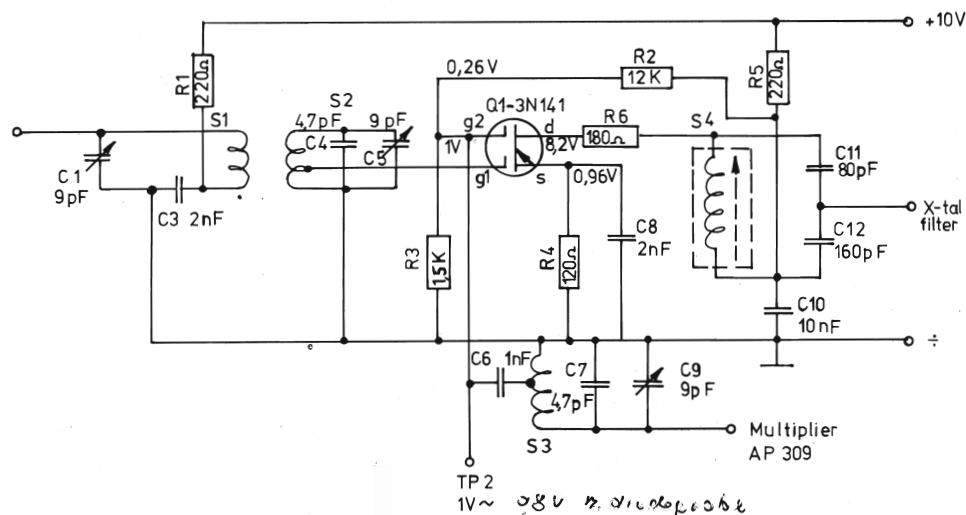 +10V
R1
220Ω
R2
12K
R5
220Ω
0,26V
S1
S2
4,7pF
C4
9pF
C5
Q1-3N141
g2
1V
g1
d
8,2V
s
R6
180Ω
S4
C11
80pF
X-tal
filter
C12
160pF
C1
9pF
C3 2nF
0,96V
R3
1,5K
R4
120Ω
C8
2nF
C10
10nF
÷
C6 1nF
C7
4,7pF
C9
9pF
S3
Multiplier
AP 309
TP 2
1V~